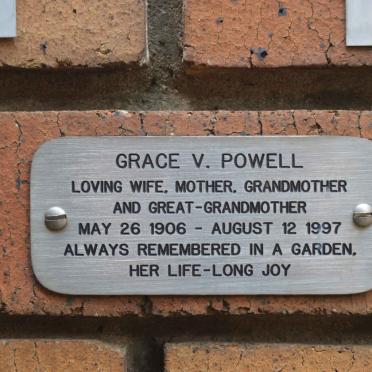 GRACE V. POWELL
LOVING WIFE, MOTHER, GRANDMOTHER
AND GREAT-GRANDMOTHER
MAY 26 1906 - AUGUST 12 1997
ALWAYS REMEMBERED IN A GARDEN,
HER LIFE-LONG JOY